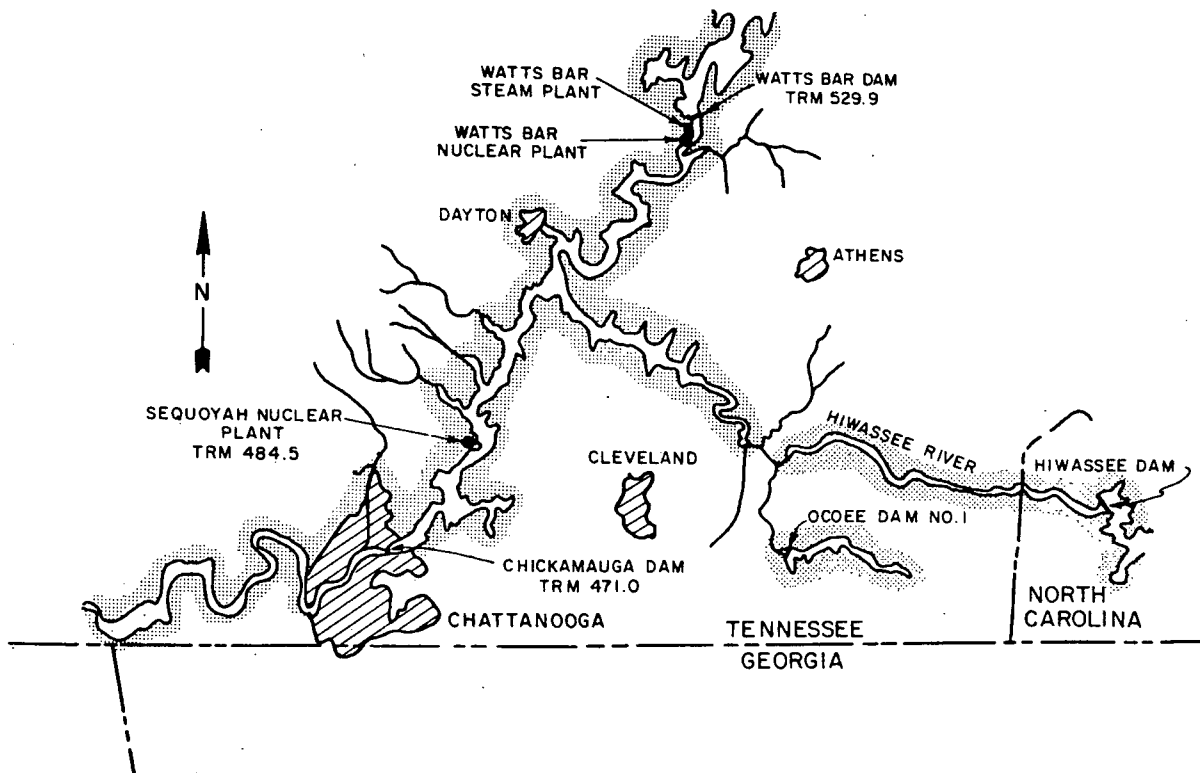 WATTS BAR
STEAM PLANT
WATTS BAR DAM
TRM 529.9
WATTS BAR
NUCLEAR PLANT
DAYTON
ATHENS
N
SEQUOYAH NUCLEAR
PLANT
TRM 484.5
HIWASSEE RIVER
CLEVELAND
HIWASSEE DAM
OCOEE DAM NO.1
CHICKAMAUGA DAM
TRM 471.0
NORTH
CAROLINA
CHATTANOOGA
TENNESSEE
GEORGIA